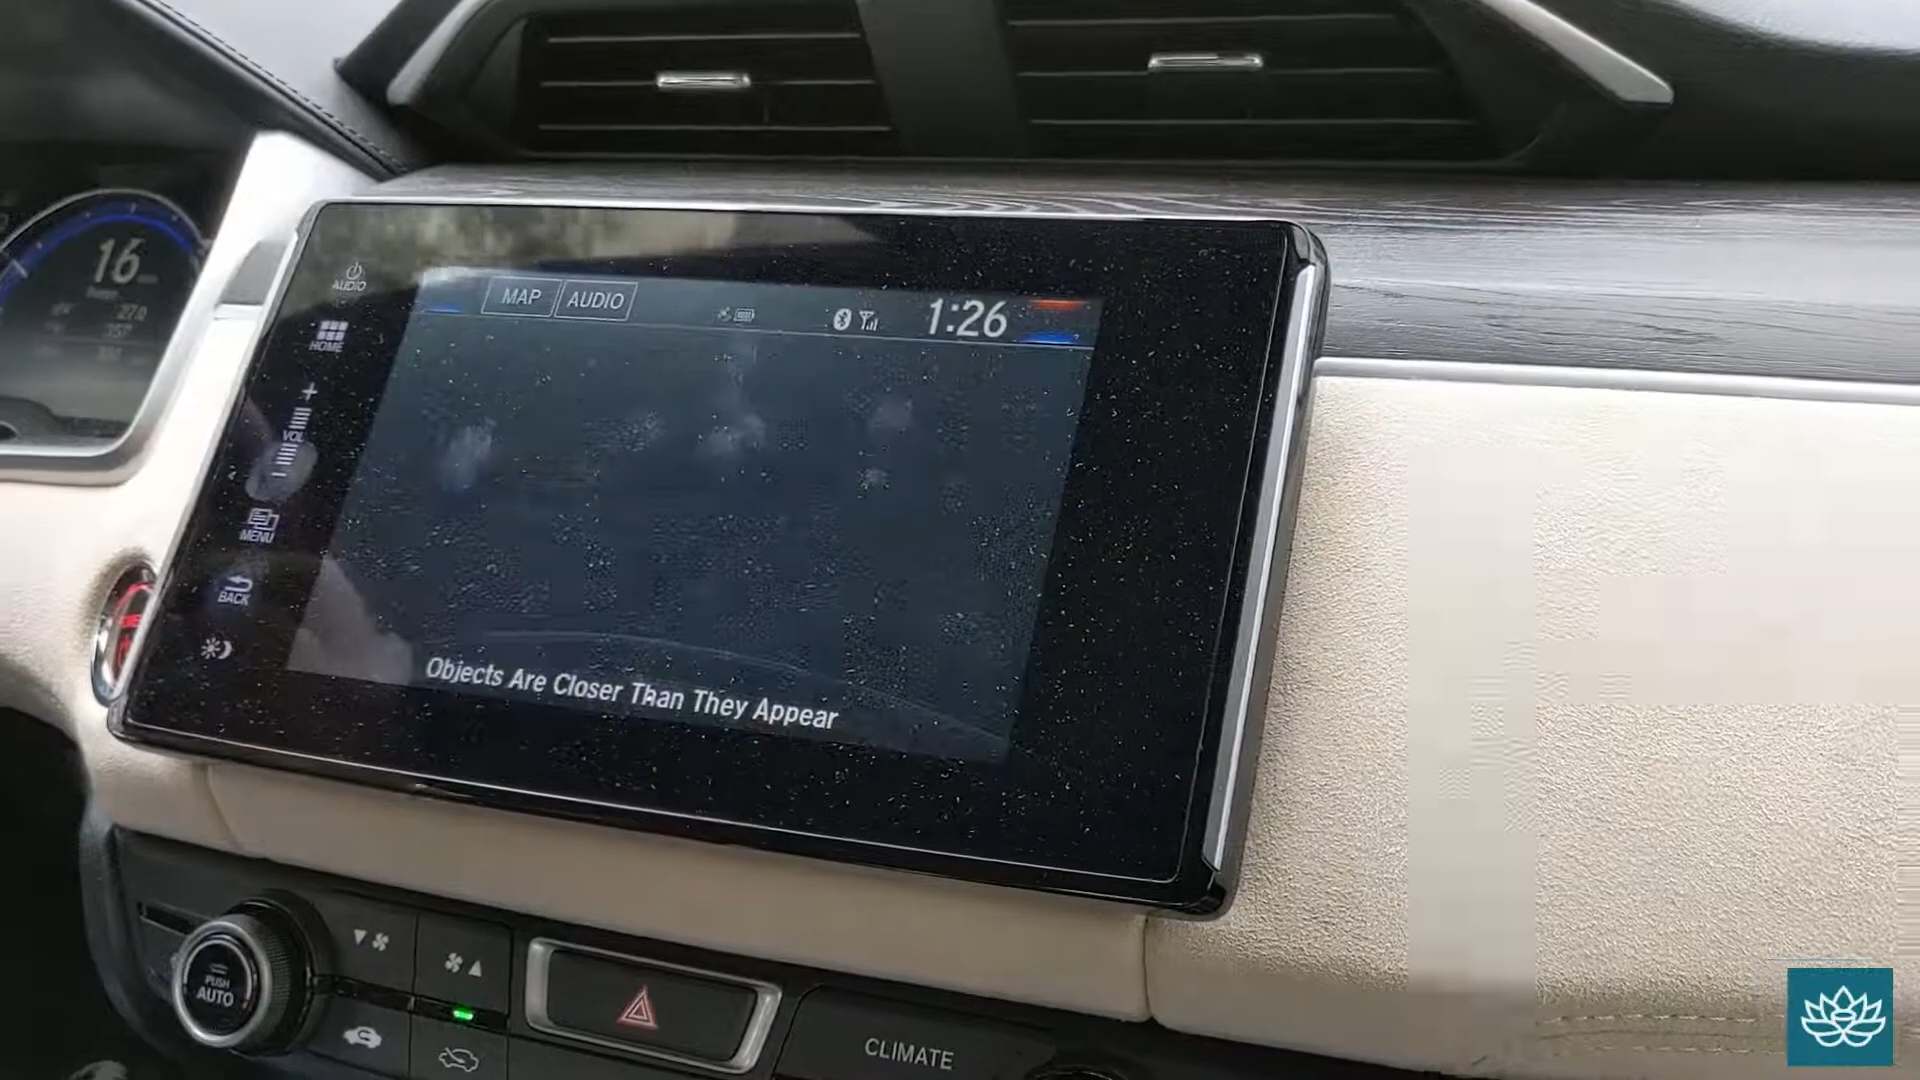 16
AUDIO
MAP AUDIO
1:26
HOME
+
VOL
MENU
BACK
Objects Are Closer Than They Appear
PUSH
AUTO
CLIMATE